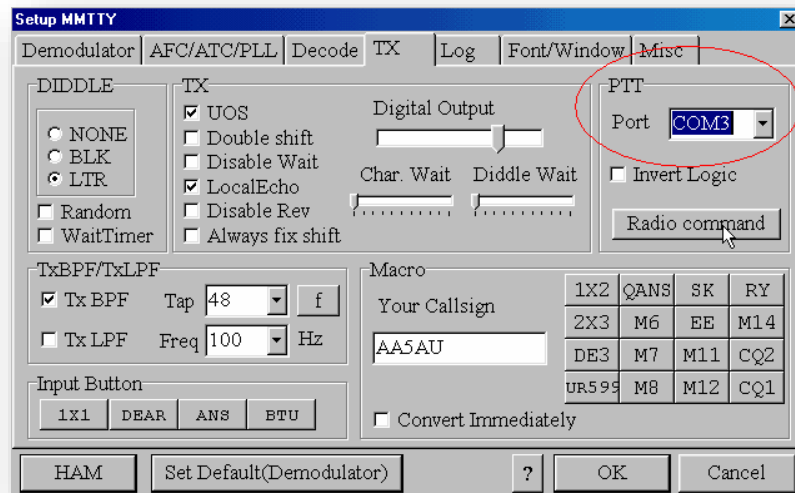 Setup MMTTY
Demodulator AFC/ATC/PLL Decode TX Log Font/Window Misc
DIDDLE
NONE
BLK
LTR
Random
WaitTimer
TX
UOS
Double shift
Disable Wait
LocalEcho
Disable Rev
Always fix shift
Digital Output
Char. Wait Diddle Wait
PTT
Port COM3
Invert Logic
Radio command
TxBPF/TxLPF
Tx BPF Tap 48 f
Tx LPF Freq 100 Hz
Input Button
1X1 DEAR ANS BTU
Macro
Your Callsign
AA5AU
Convert Immediately
1X2 QANS SK RY
2X3 M6 EE M14
DE3 M7 M11 CQ2
UR599 M8 M12 CQ1
HAM Set Default(Demodulator) ? OK Cancel